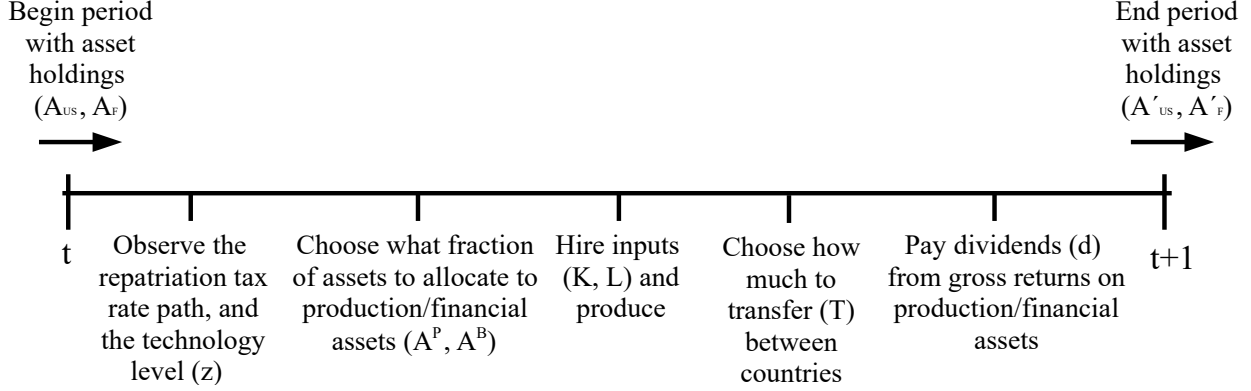 Begin period
with asset
holdings
(A_US, A_F)
End period
with asset
holdings
(A´_US, A´_F)
t
Observe the
repatriation tax
rate path, and
the technology
level (z)
Choose what fraction
of assets to allocate to
production/financial
assets (A^P, A^B)
Hire inputs
(K, L) and
produce
Choose how
much to
transfer (T)
between
countries
Pay dividends (d)
from gross returns on
production/financial
assets
t+1